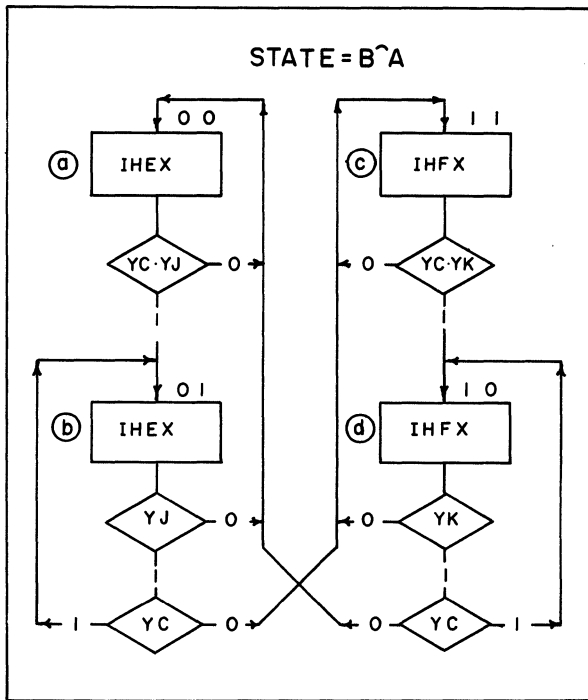 STATE = B⁀A
0 0
ⓐ IHEX
YC·YJ 0
1
0 1
ⓑ IHEX
YJ 0
1
1 YC 0
1 1
ⓒ IHFX
0 YC·YK
1
1 0
ⓓ IHFX
0 YK
1
0 YC 1